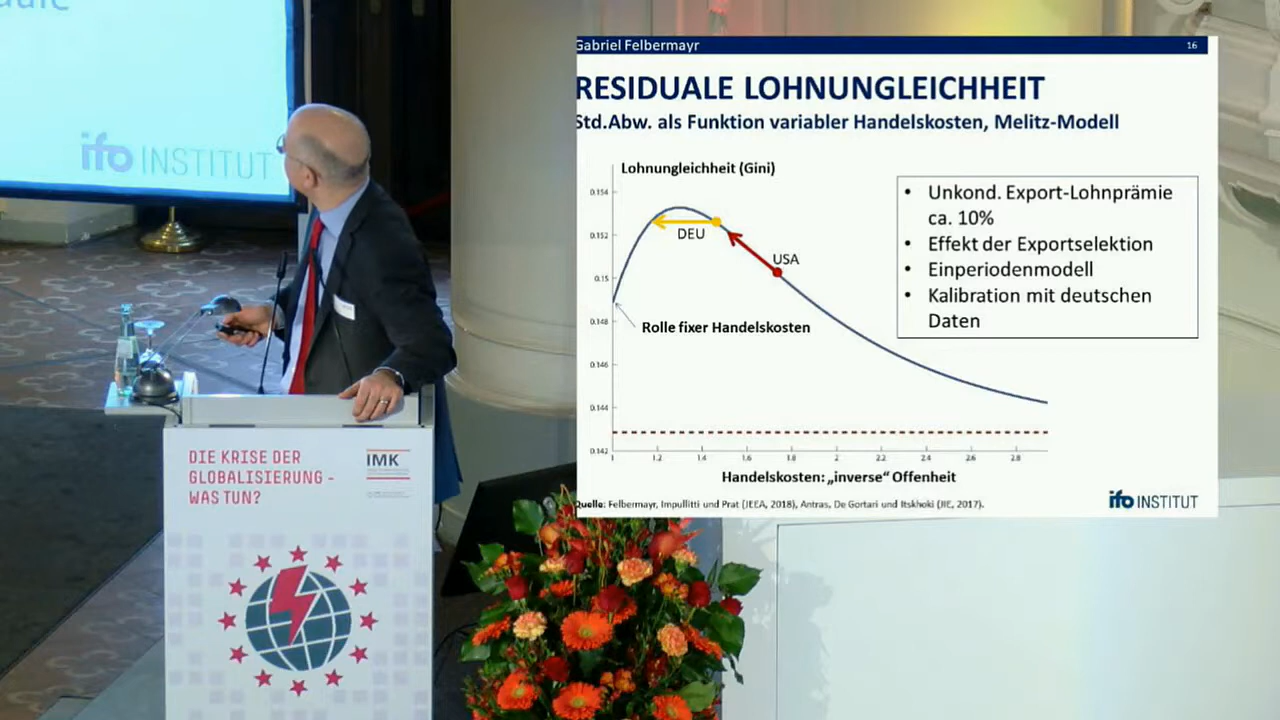 ifo INSTITUT
Gabriel Felbermayr
16
RESIDUALE LOHNUNGLEICHHEIT
Std.Abw. als Funktion variabler Handelskosten, Melitz-Modell
Lohnungleichheit (Gini)
0.154
0.152
0.15
0.148
0.146
0.144
0.142
DEU
USA
Rolle fixer Handelskosten
1
1.2
1.4
1.6
1.8
2
2.2
2.4
2.6
2.8
Handelskosten: „inverse“ Offenheit
• Unkond. Export-Lohnprämie
ca. 10%
• Effekt der Exportselektion
• Einperiodenmodell
• Kalibration mit deutschen
Daten
Quelle: Felbermayr, Impullitti und Prat (JEEA, 2018), Antras, De Gortari und Itskhoki (JIE, 2017).
ifo INSTITUT
DIE KRISE DER
GLOBALISIERUNG -
WAS TUN?
IMK